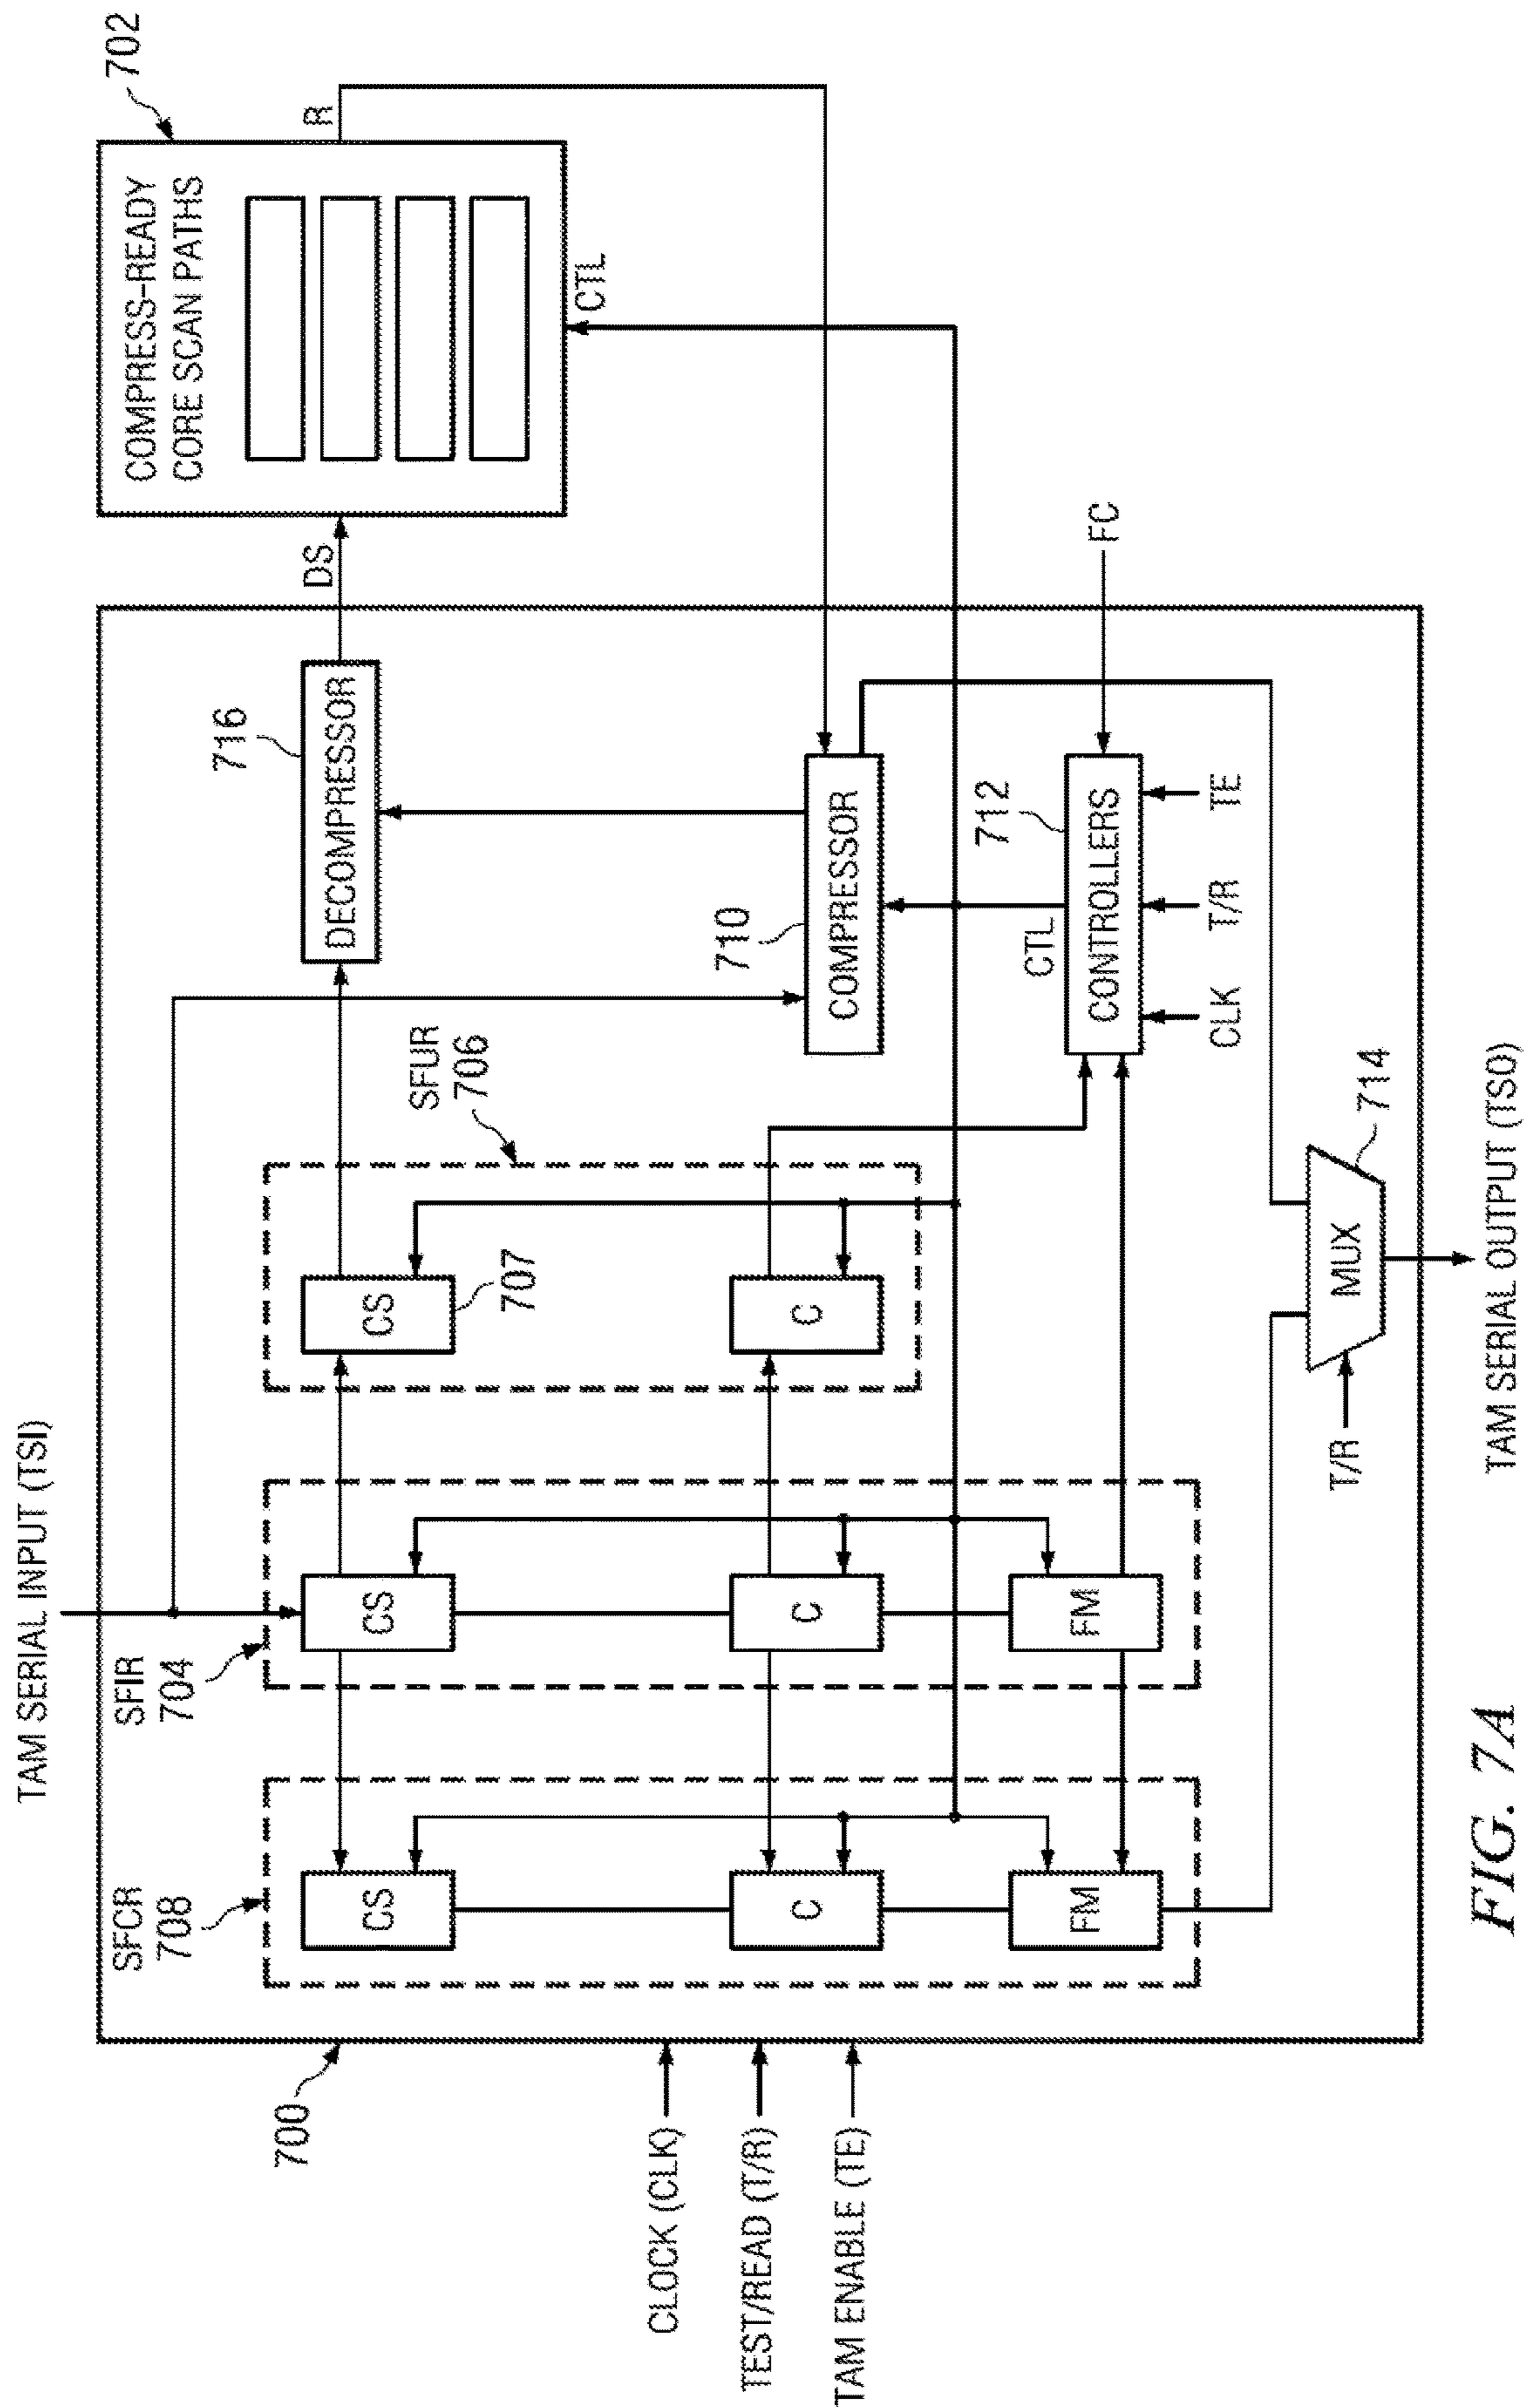 TAM SERIAL INPUT (TSI)
SFCR
708
SFIR
704
SFUR
706
716
702
COMPRESS-READY
CORE SCAN PATHS
700
CS
CS
CS
707
DECOMPRESSOR
DS
R
CLOCK (CLK)
TEST/READ (T/R)
TAM ENABLE (TE)
C
C
C
710
COMPRESSOR
CTL
FM
FM
CTL
712
CONTROLLERS
FC
CLK
T/R
TE
T/R
MUX
714
TAM SERIAL OUTPUT (TSO)
FIG. 7A